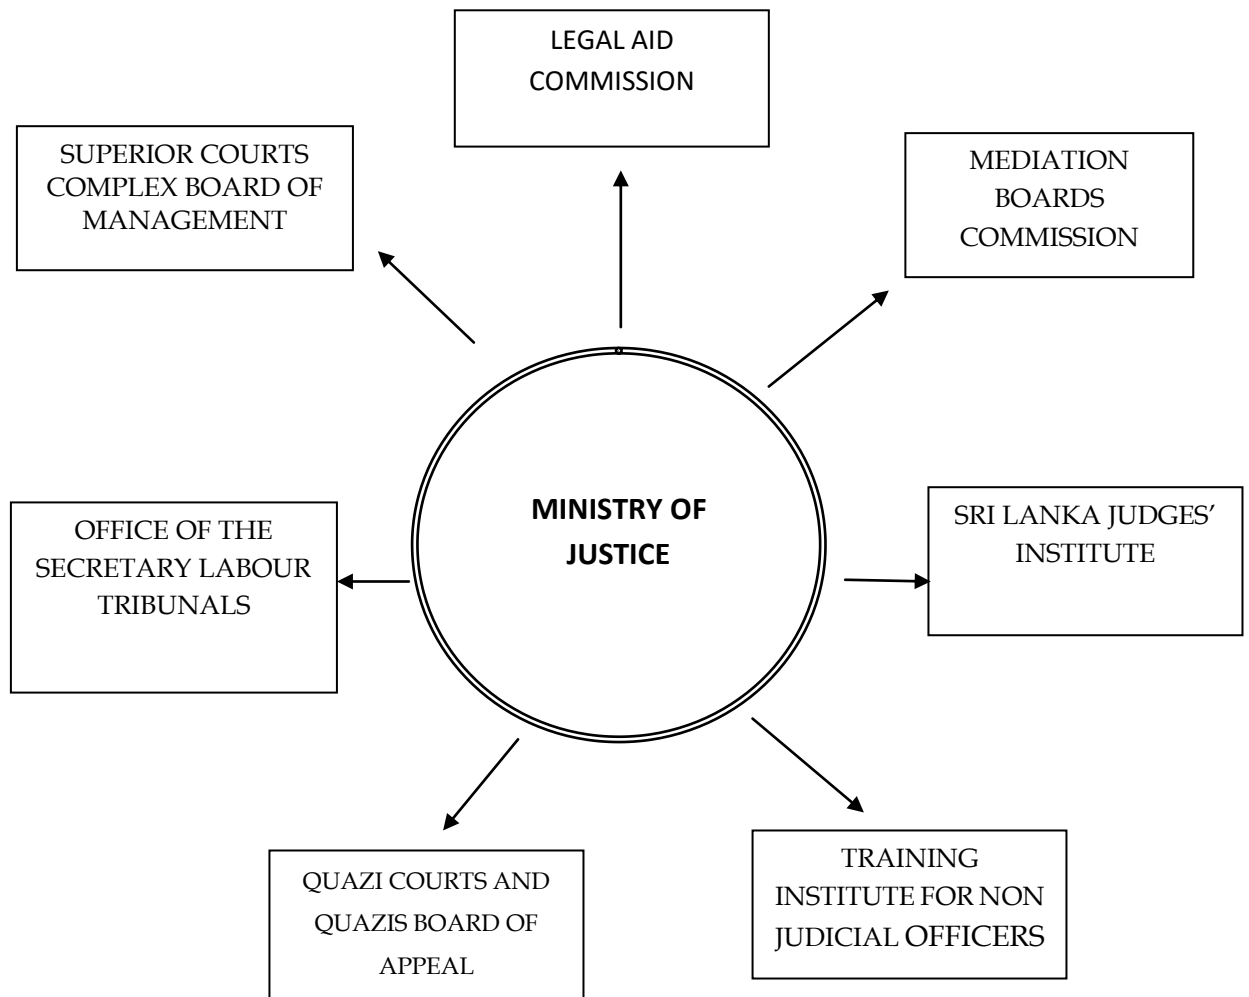 LEGAL AID
COMMISSION
SUPERIOR COURTS
COMPLEX BOARD OF
MANAGEMENT
MEDIATION
BOARDS
COMMISSION
MINISTRY OF
JUSTICE
OFFICE OF THE
SECRETARY LABOUR
TRIBUNALS
SRI LANKA JUDGES’
INSTITUTE
QUAZI COURTS AND
QUAZIS BOARD OF
APPEAL
TRAINING
INSTITUTE FOR NON
JUDICIAL OFFICERS